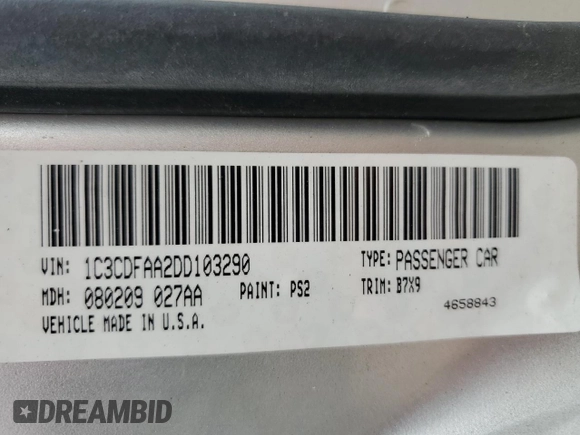 VIN: 1C3CDFAA2DD103290 TYPE: PASSENGER CAR
MDH: 080209 027AA PAINT: PS2 TRIM: B7X9
VEHICLE MADE IN U.S.A. 4658843
DREAMBID